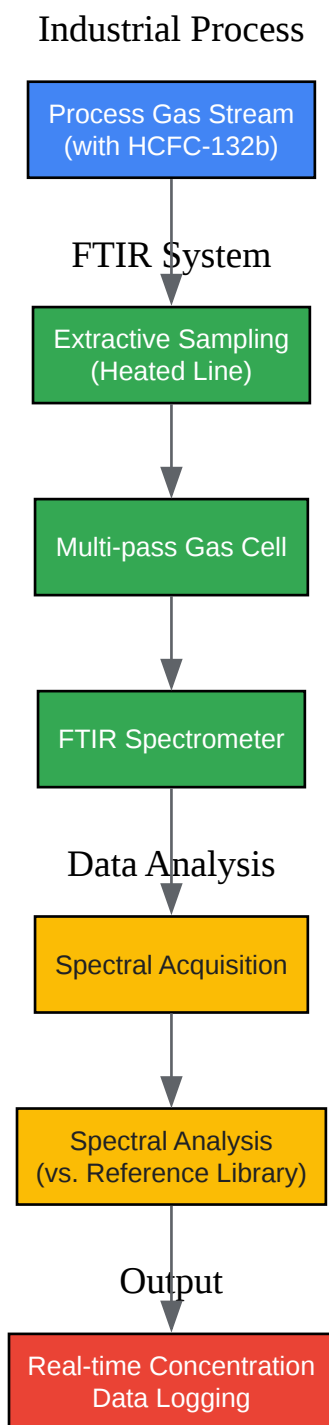 Industrial Process
Process Gas Stream
(with HCFC-132b)
FTIR System
Extractive Sampling
(Heated Line)
Multi-pass Gas Cell
FTIR Spectrometer
Data Analysis
Spectral Acquisition
Spectral Analysis
(vs. Reference Library)
Output
Real-time Concentration
Data Logging